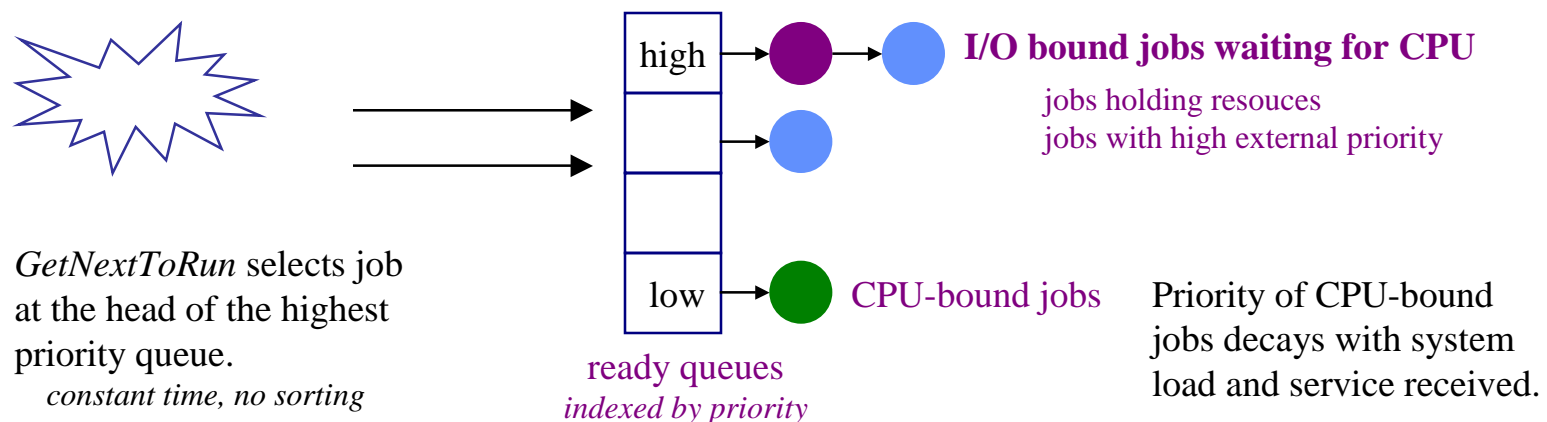 high
I/O bound jobs waiting for CPU
jobs holding resouces
jobs with high external priority
GetNextToRun selects job
at the head of the highest
priority queue.
constant time, no sorting
low
CPU-bound jobs
ready queues
indexed by priority
Priority of CPU-bound
jobs decays with system
load and service received.